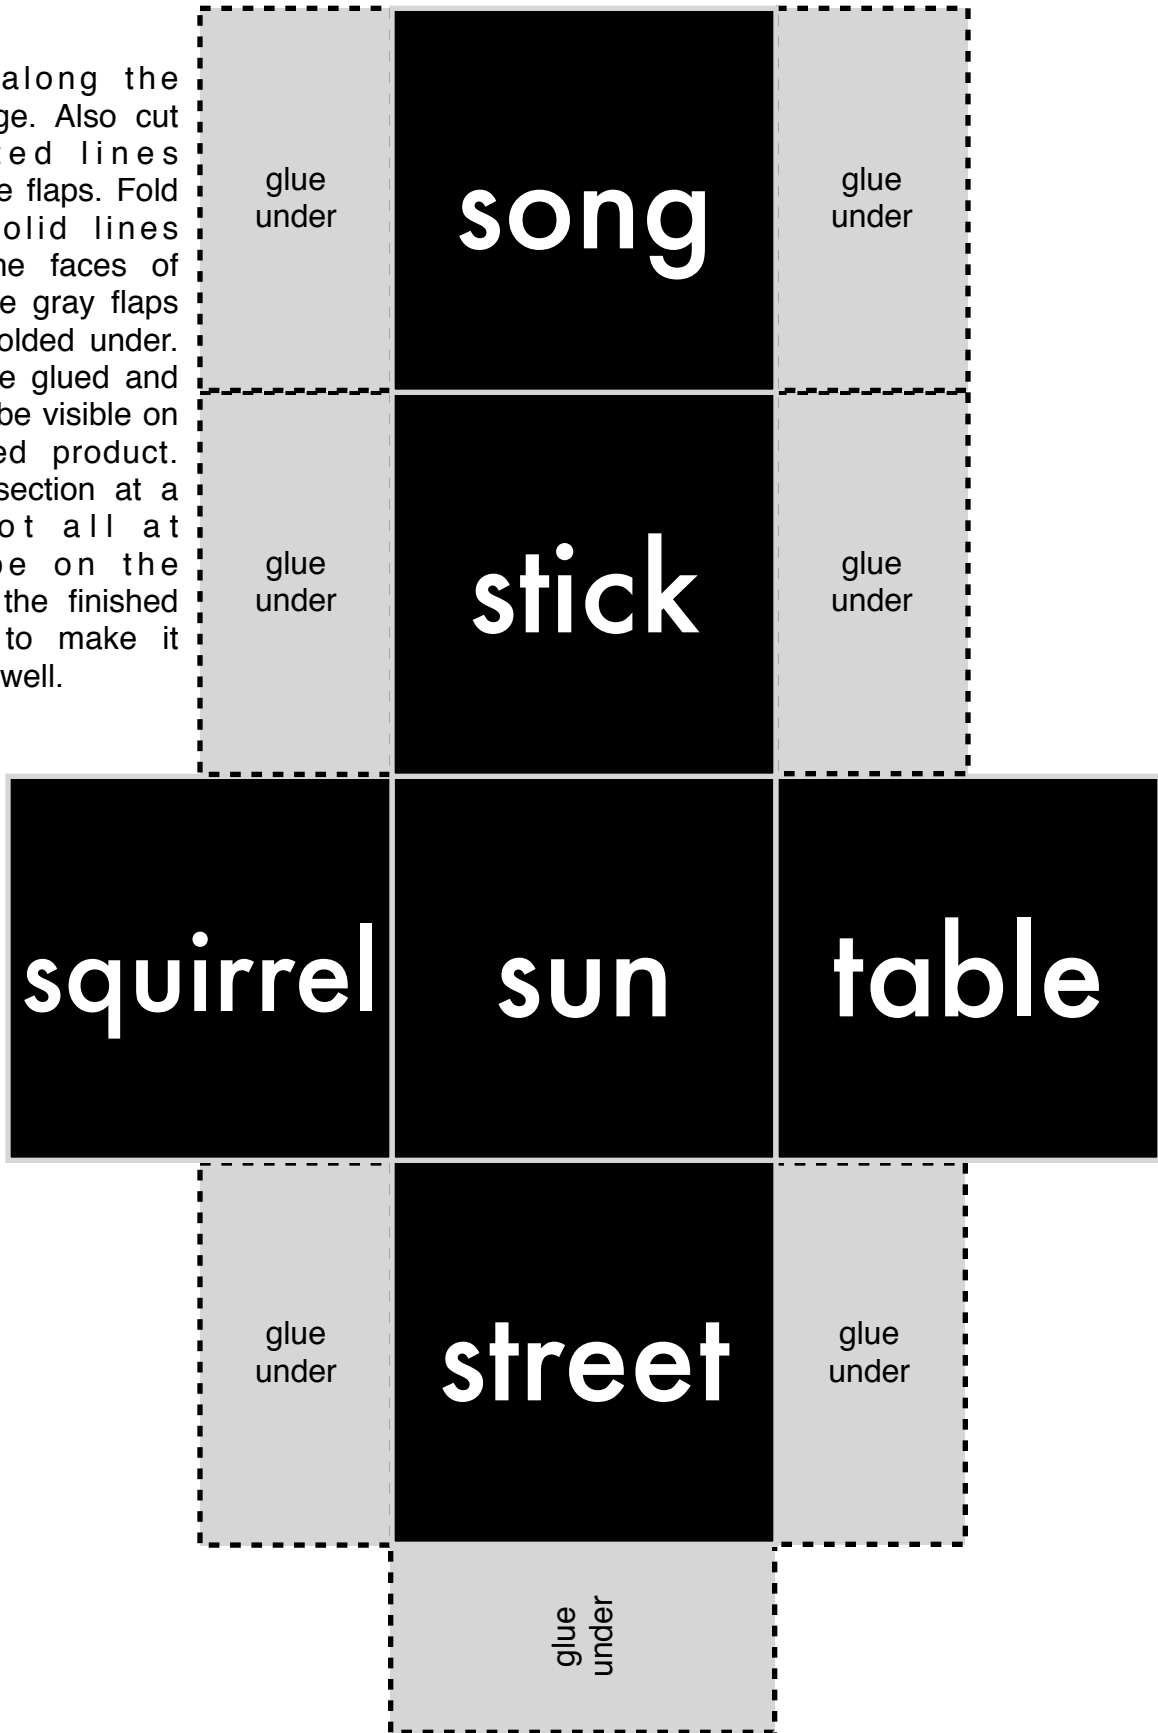 along the
ge. Also cut
ted lines
e flaps. Fold
olid lines
he faces of
e gray flaps
olded under.
e glued and
be visible on
ed product.
section at a
ot all at
be on the
the finished
to make it
well.
glue
under
song
glue
under
glue
under
stick
glue
under
squirrel
sun
table
glue
under
street
glue
under
glue
under